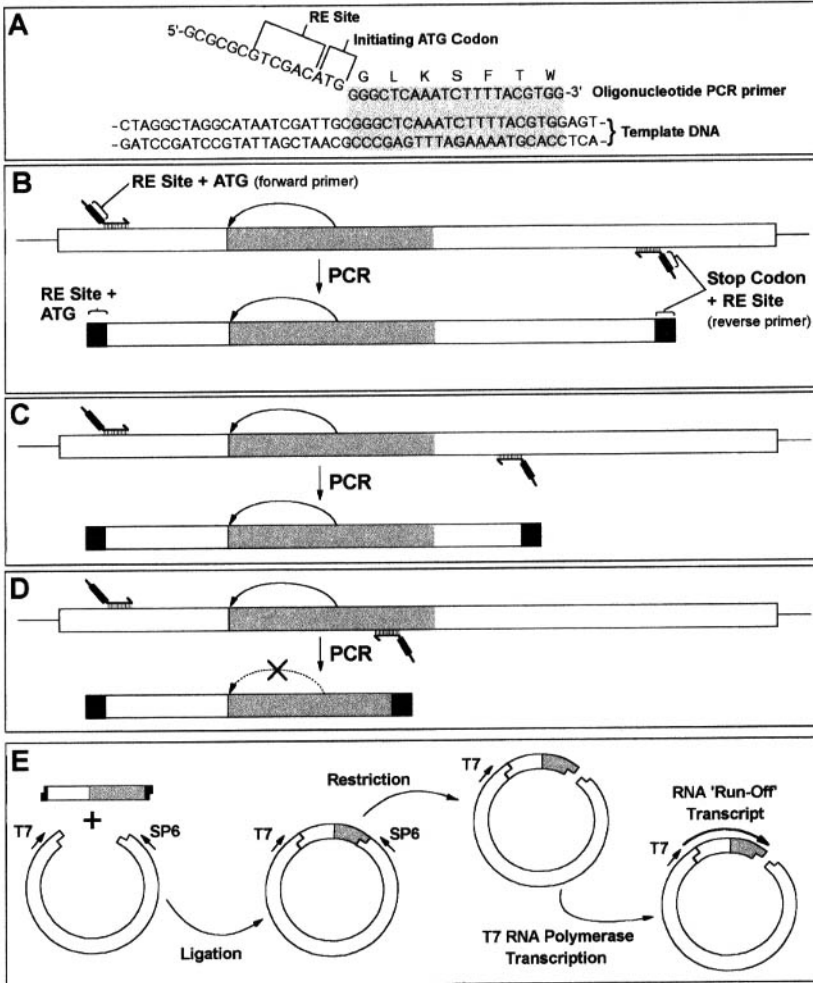 A
RE Site
Initiating ATG Codon
5'-GCGCGCGTCGACATG
G L K S F T W
GGGCTCAAATCTTTTACGTGG-3' Oligonucleotide PCR primer
-CTAGGCTAGGCATAATCGATTGCGGGCTCAAATCTTTTACGTGGAGT-
-GATCCGATCCGTATTAGCTAACGCCCGAGTTTAGAAAATGCACCTCA-
Template DNA
B
RE Site + ATG (forward primer)
PCR
RE Site +
ATG
Stop Codon
+ RE Site
(reverse primer)
C
PCR
D
PCR
E
T7
+
SP6
Ligation
T7
SP6
Restriction
T7
T7 RNA Polymerase
Transcription
RNA 'Run-Off'
Transcript
T7